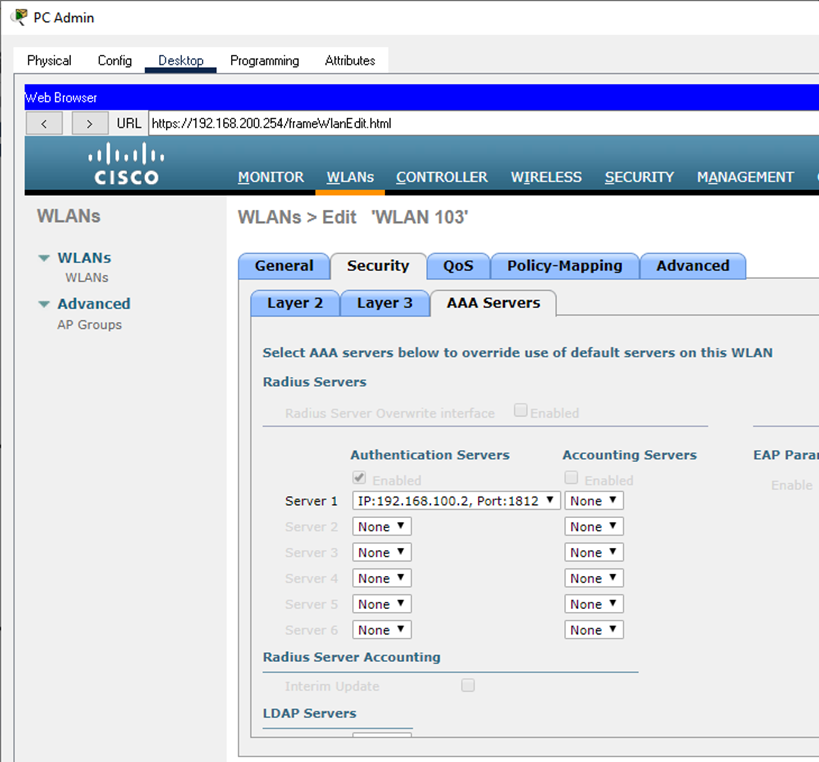 PC Admin
Physical Config Desktop Programming Attributes
Web Browser
< > URL https://192.168.200.254/frameWlanEdit.html
CISCO
MONITOR WLANs CONTROLLER WIRELESS SECURITY MANAGEMENT
WLANs
WLANs > Edit 'WLAN 103'
WLANs
WLANs
Advanced
AP Groups
General Security QoS Policy-Mapping Advanced
Layer 2 Layer 3 AAA Servers
Select AAA servers below to override use of default servers on this WLAN
Radius Servers
Radius Server Overwrite interface Enabled
Authentication Servers Accounting Servers EAP Para
Enabled Enabled Enable
Server 1 IP:192.168.100.2, Port:1812 None
Server 2 None None
Server 3 None None
Server 4 None None
Server 5 None None
Server 6 None None
Radius Server Accounting
Interim Update
LDAP Servers